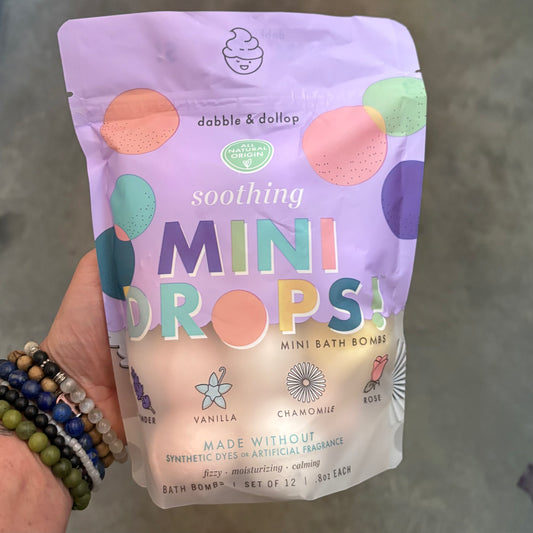 dabble & dollop
ALL
NATURAL
ORIGIN
soothing
MINI
DROPS!
MINI BATH BOMBS
VANILLA
CHAMOMILE
ROSE
MADE WITHOUT
SYNTHETIC DYES OR ARTIFICIAL FRAGRANCE
fizzy · moisturizing · calming
BATH BOMBS | SET OF 12 | .8oz EACH